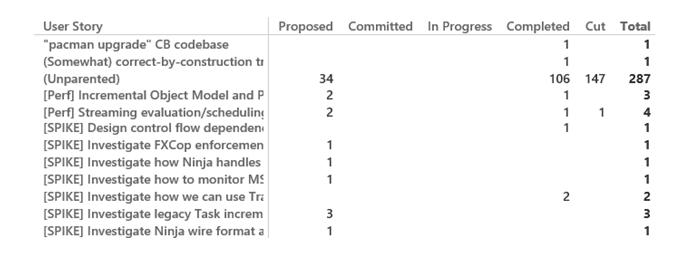 User Story Proposed Committed In Progress Completed Cut Total
"pacman upgrade" CB codebase 1 1
(Somewhat) correct-by-construction tr 1 1
(Unparented) 34 106 147 287
[Perf] Incremental Object Model and P 2 1 3
[Perf] Streaming evaluation/scheduling 2 1 1 4
[SPIKE] Design control flow dependen 1 1
[SPIKE] Investigate FXCop enforcemen 1 1
[SPIKE] Investigate how Ninja handles 1 1
[SPIKE] Investigate how to monitor MS 1 1
[SPIKE] Investigate how we can use Tra 2 2
[SPIKE] Investigate legacy Task increm 3 3
[SPIKE] Investigate Ninja wire format a 1 1